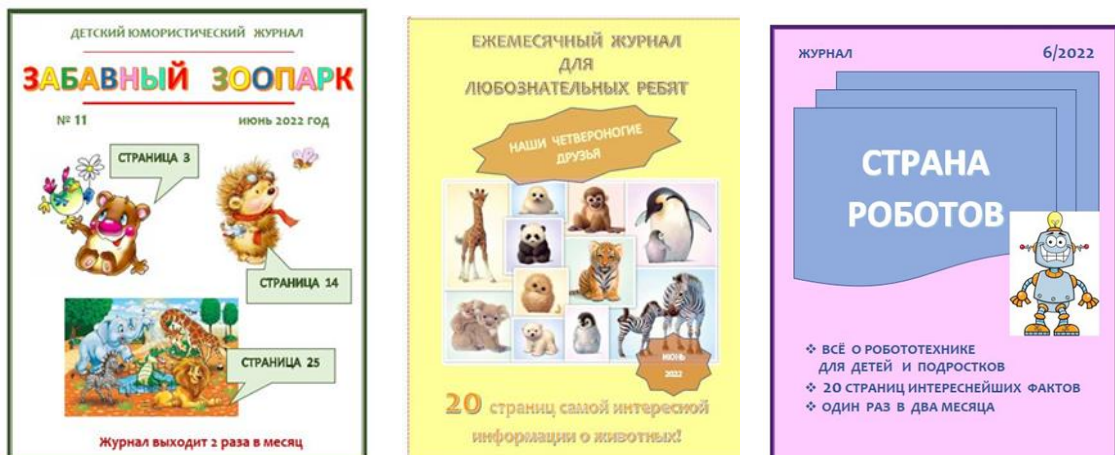 ДЕТСКИЙ ЮМОРИСТИЧЕСКИЙ ЖУРНАЛ
ЗАБАВНЫЙ ЗООПАРК
№ 11 ИЮНЬ 2022 ГОД
СТРАНИЦА 3
СТРАНИЦА 14
СТРАНИЦА 25
Журнал выходит 2 раза в месяц
ЕЖЕМЕСЯЧНЫЙ ЖУРНАЛ
ДЛЯ
ЛЮБОЗНАТЕЛЬНЫХ РЕБЯТ
НАШИ ЧЕТВЕРОНОГИЕ
ДРУЗЬЯ
ИЮНЬ
2022
20 страниц самой интересной
информации о животных!
ЖУРНАЛ 6/2022
СТРАНА
РОБОТОВ
❖ ВСЁ О РОБОТОТЕХНИКЕ
ДЛЯ ДЕТЕЙ И ПОДРОСТКОВ
❖ 20 СТРАНИЦ ИНТЕРЕСНЕЙШИХ ФАКТОВ
❖ ОДИН РАЗ В ДВА МЕСЯЦА